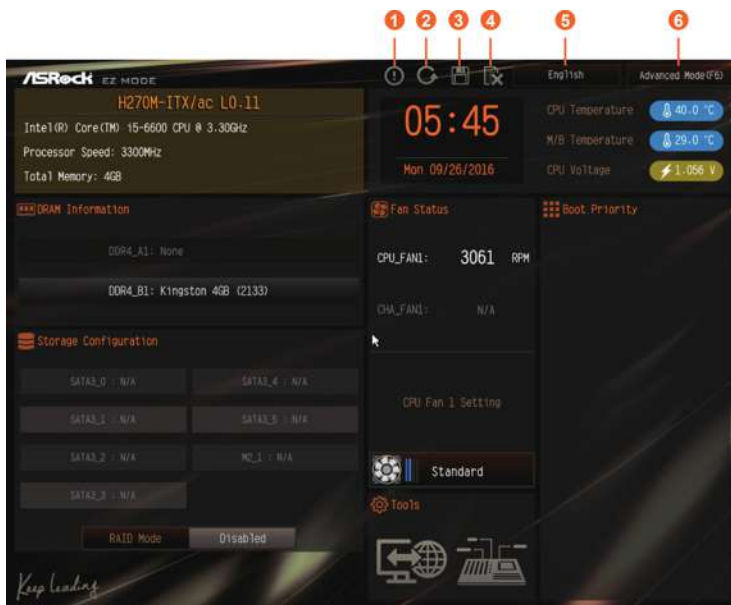 1 2 3 4 5 6
ASRock EZ MODE
English
Advanced Mode(F6)
H270M-ITX/ac L0.11
Intel(R) Core(TM) i5-6600 CPU @ 3.30GHz
Processor Speed: 3300MHz
Total Memory: 4GB
05:45
Mon 09/26/2016
CPU Temperature 40.0 °C
M/B Temperature 29.0 °C
CPU Voltage 1.056 V
DRAM Information
DDR4_A1: None
DDR4_B1: Kingston 4GB (2133)
Storage Configuration
SATA3_0 : N/A
SATA3_4 : N/A
SATA3_1 : N/A
SATA3_5 : N/A
SATA3_2 : N/A
M2_1 : N/A
SATA3_3 : N/A
RAID Mode
Disabled
Keep Leading
Fan Status
CPU_FAN1: 3061 RPM
CHA_FAN1: N/A
CPU Fan 1 Setting
Standard
Tools
Boot Priority